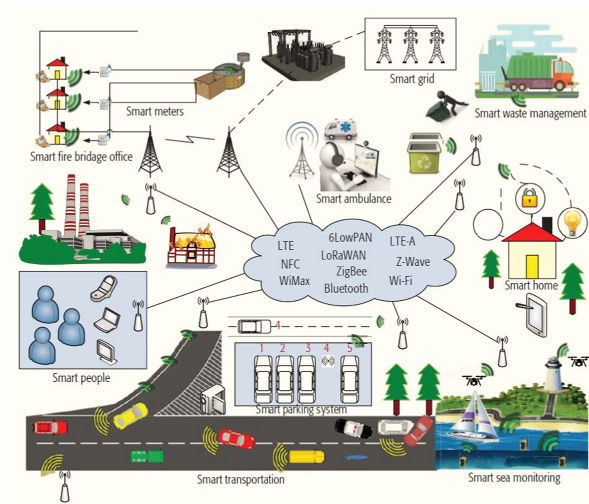 Smart grid
Smart meters
Smart waste management
Smart fire bridage office
Smart ambulance
LTE
6LowPAN
LTE-A
NFC
LoRaWAN
Z-Wave
WiMax
ZigBee
Wi-Fi
Bluetooth
Smart home
4
1 2 3 4 5
Smart people
Smart parking system
Smart transportation
Smart sea monitoring